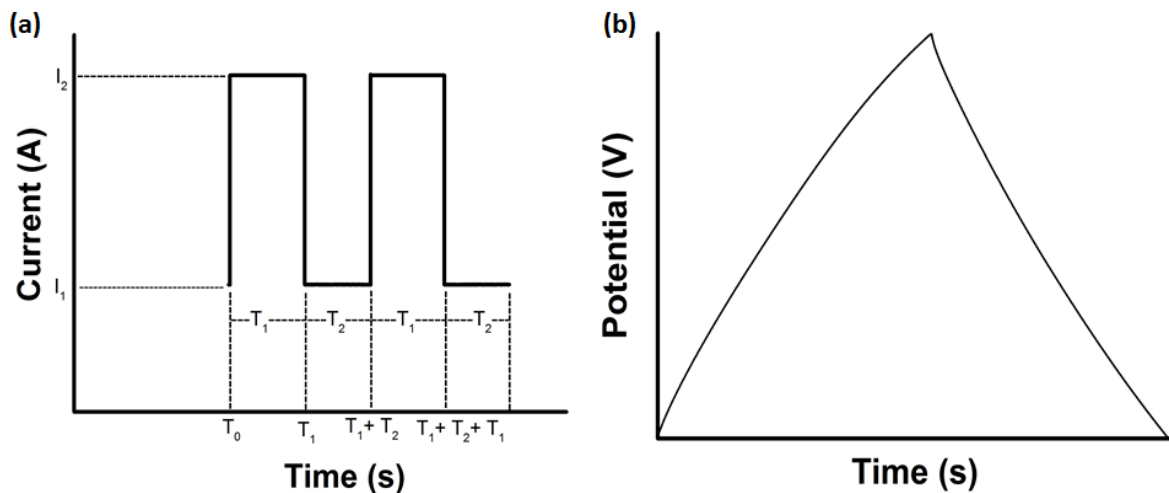 (a)
I2
Current (A)
I1
T1
T2
T1
T2
T0
T1
T1+ T2
T1+ T2+ T1
Time (s)
(b)
Potential (V)
Time (s)